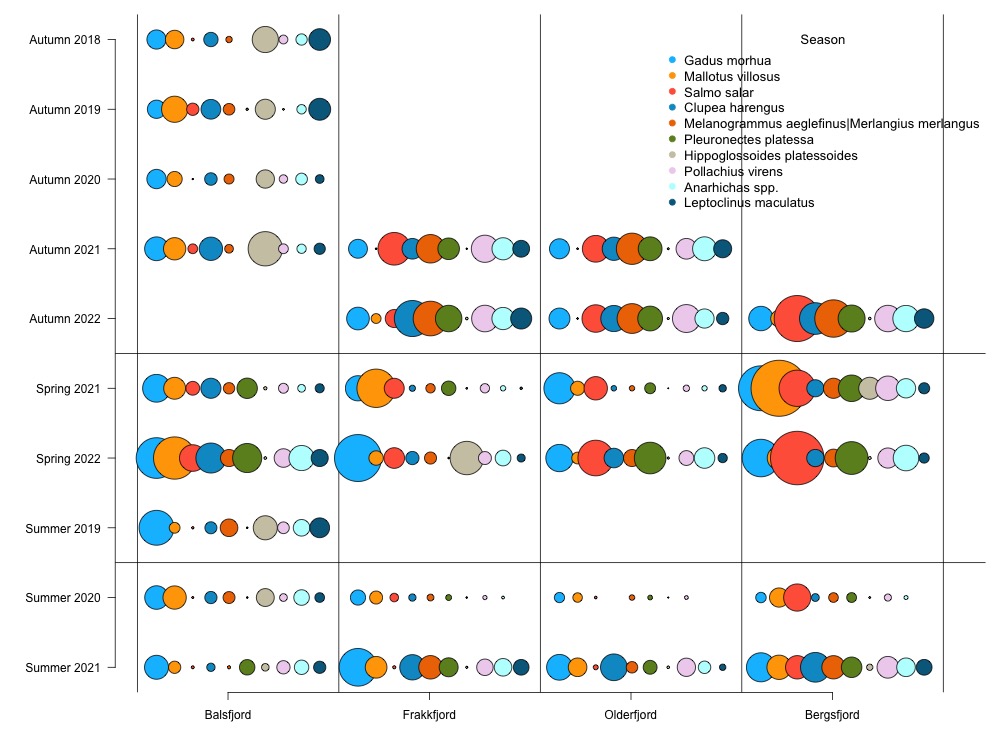 Autumn 2018
Autumn 2019
Autumn 2020
Autumn 2021
Autumn 2022
Spring 2021
Spring 2022
Summer 2019
Summer 2020
Summer 2021
Season
Gadus morhua
Mallotus villosus
Salmo salar
Clupea harengus
Melanogrammus aeglefinus|Merlangius merlangus
Pleuronectes platessa
Hippoglossoides platessoides
Pollachius virens
Anarhichas spp.
Leptoclinus maculatus
Balsfjord
Frakkfjord
Olderfjord
Bergsfjord